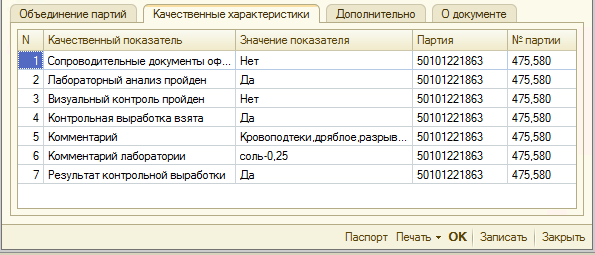 Объединение партий Качественные характеристики Дополнительно О документе
N Качественный показатель Значение показателя Партия № партии
1 Сопроводительные документы оф... Нет 50101221863 475,580
2 Лабораторный анализ пройден Да 50101221863 475,580
3 Визуальный контроль пройден Нет 50101221863 475,580
4 Контрольная выработка взята Да 50101221863 475,580
5 Комментарий Кровоподтеки,дряблое,разрыв... 50101221863 475,580
6 Комментарий лаборатории соль-0,25 50101221863 475,580
7 Результат контрольной выработки Да 50101221863 475,580
Паспорт Печать OK Записать Закрыть